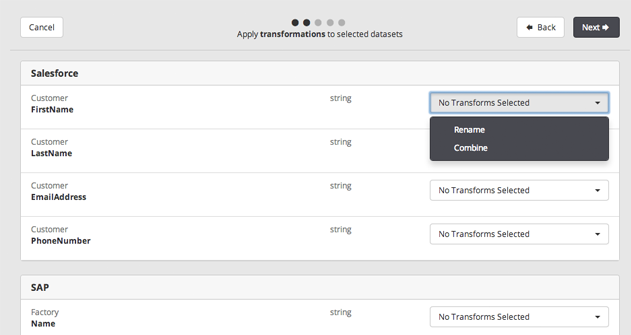 Cancel
Back
Next
Apply transformations to selected datasets
Salesforce
Customer
FirstName
string
No Transforms Selected
Rename
Combine
Customer
LastName
string
Customer
EmailAddress
string
No Transforms Selected
Customer
PhoneNumber
string
No Transforms Selected
SAP
Factory
Name
string
No Transforms Selected